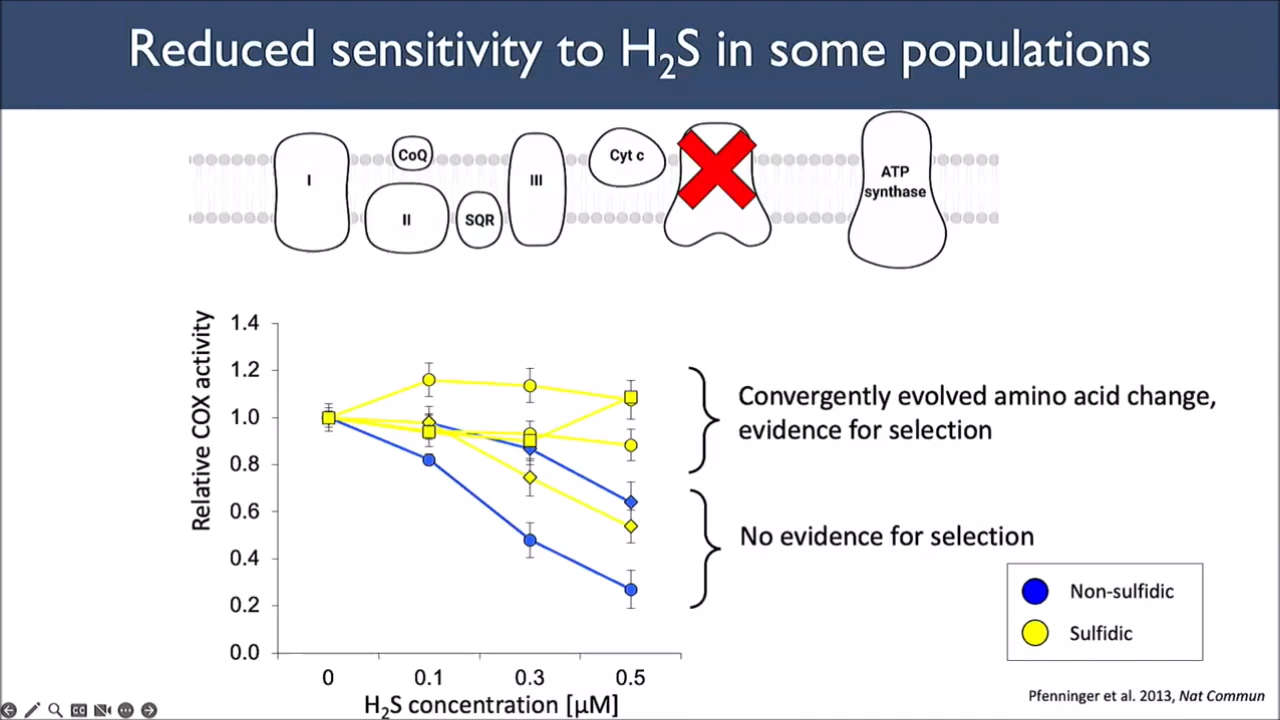 Reduced sensitivity to H₂S in some populations
I
CoQ
II
SQR
III
Cyt c
ATP
synthase
Relative COX activity
1.4
1.2
1.0
0.8
0.6
0.4
0.2
0.0
0
0.1
0.3
0.5
H₂S concentration [µM]
Convergently evolved amino acid change,
evidence for selection
No evidence for selection
Non-sulfidic
Sulfidic
Pfenninger et al. 2013, Nat Commun
CC